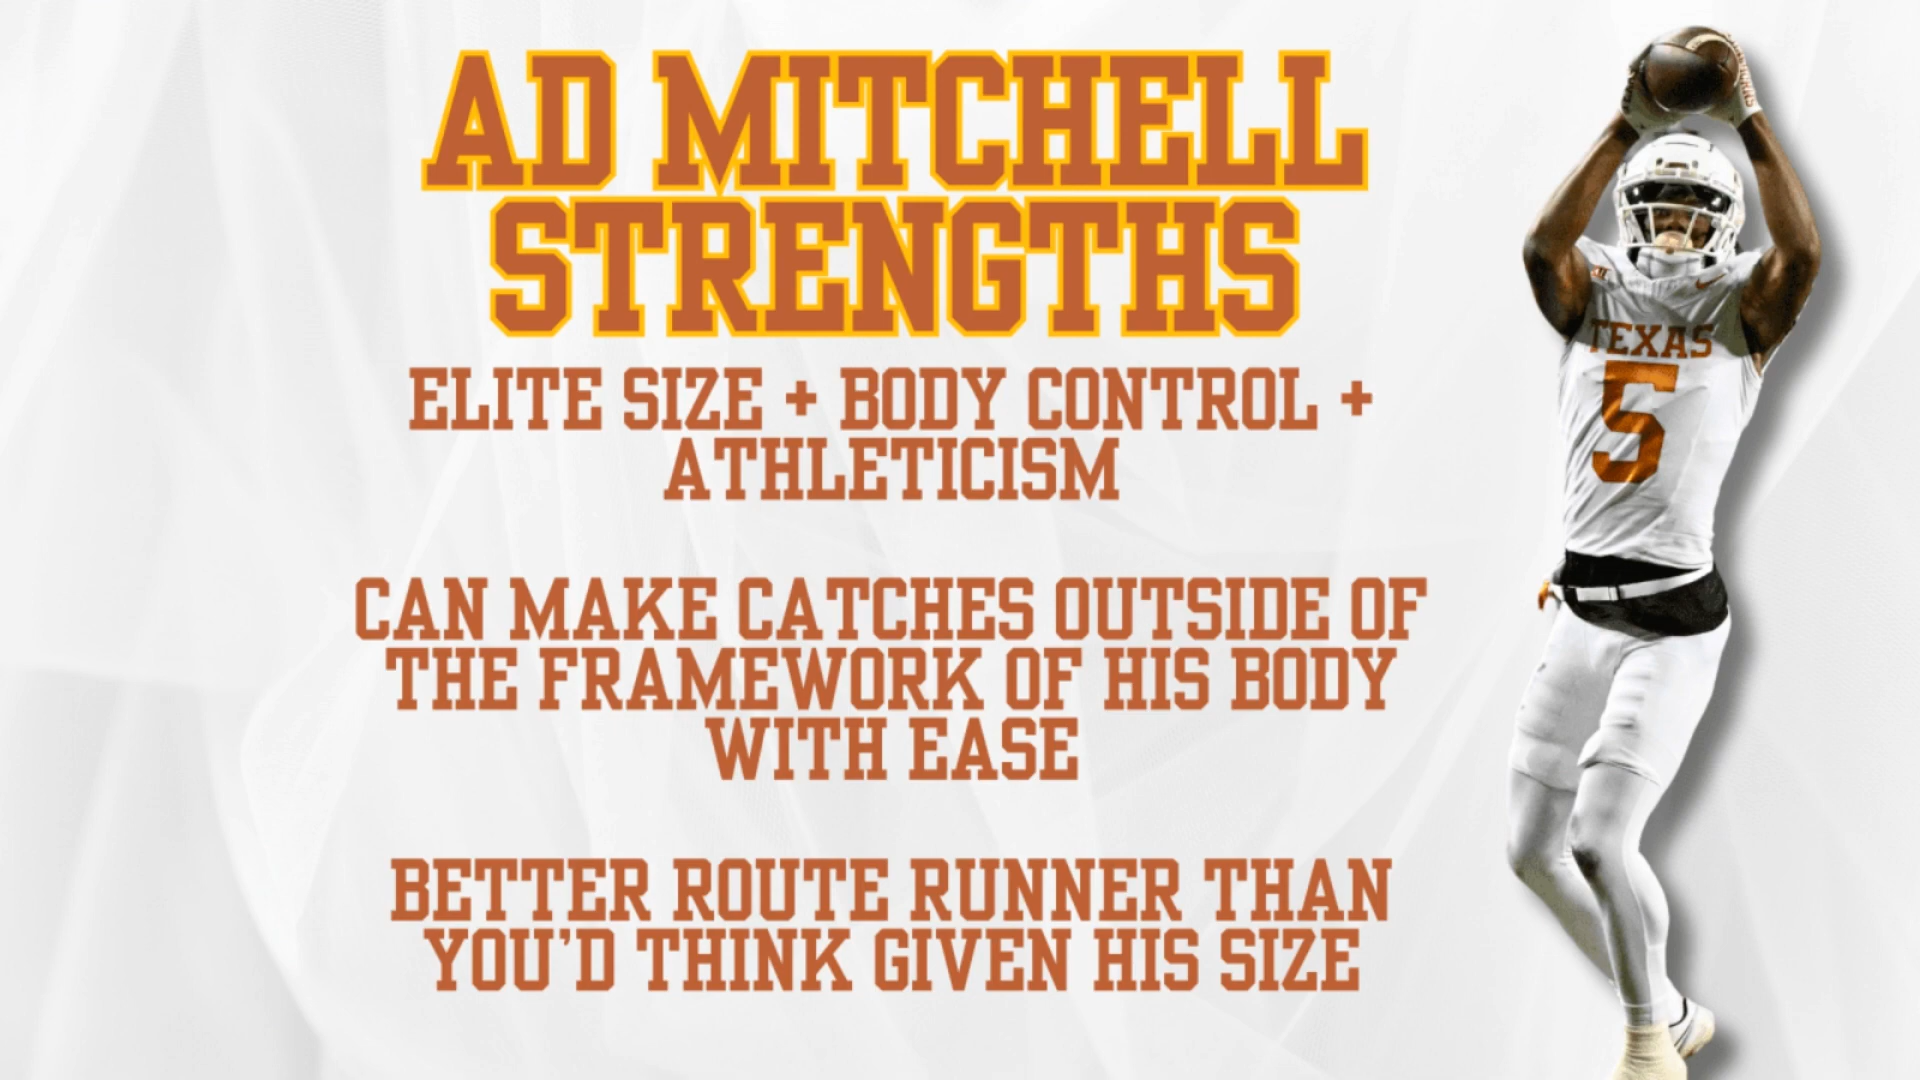 AD MITCHELL
STRENGTHS
ELITE SIZE + BODY CONTROL +
ATHLETICISM
CAN MAKE CATCHES OUTSIDE OF
THE FRAMEWORK OF HIS BODY
WITH EASE
BETTER ROUTE RUNNER THAN
YOU'D THINK GIVEN HIS SIZE
TEXAS
5